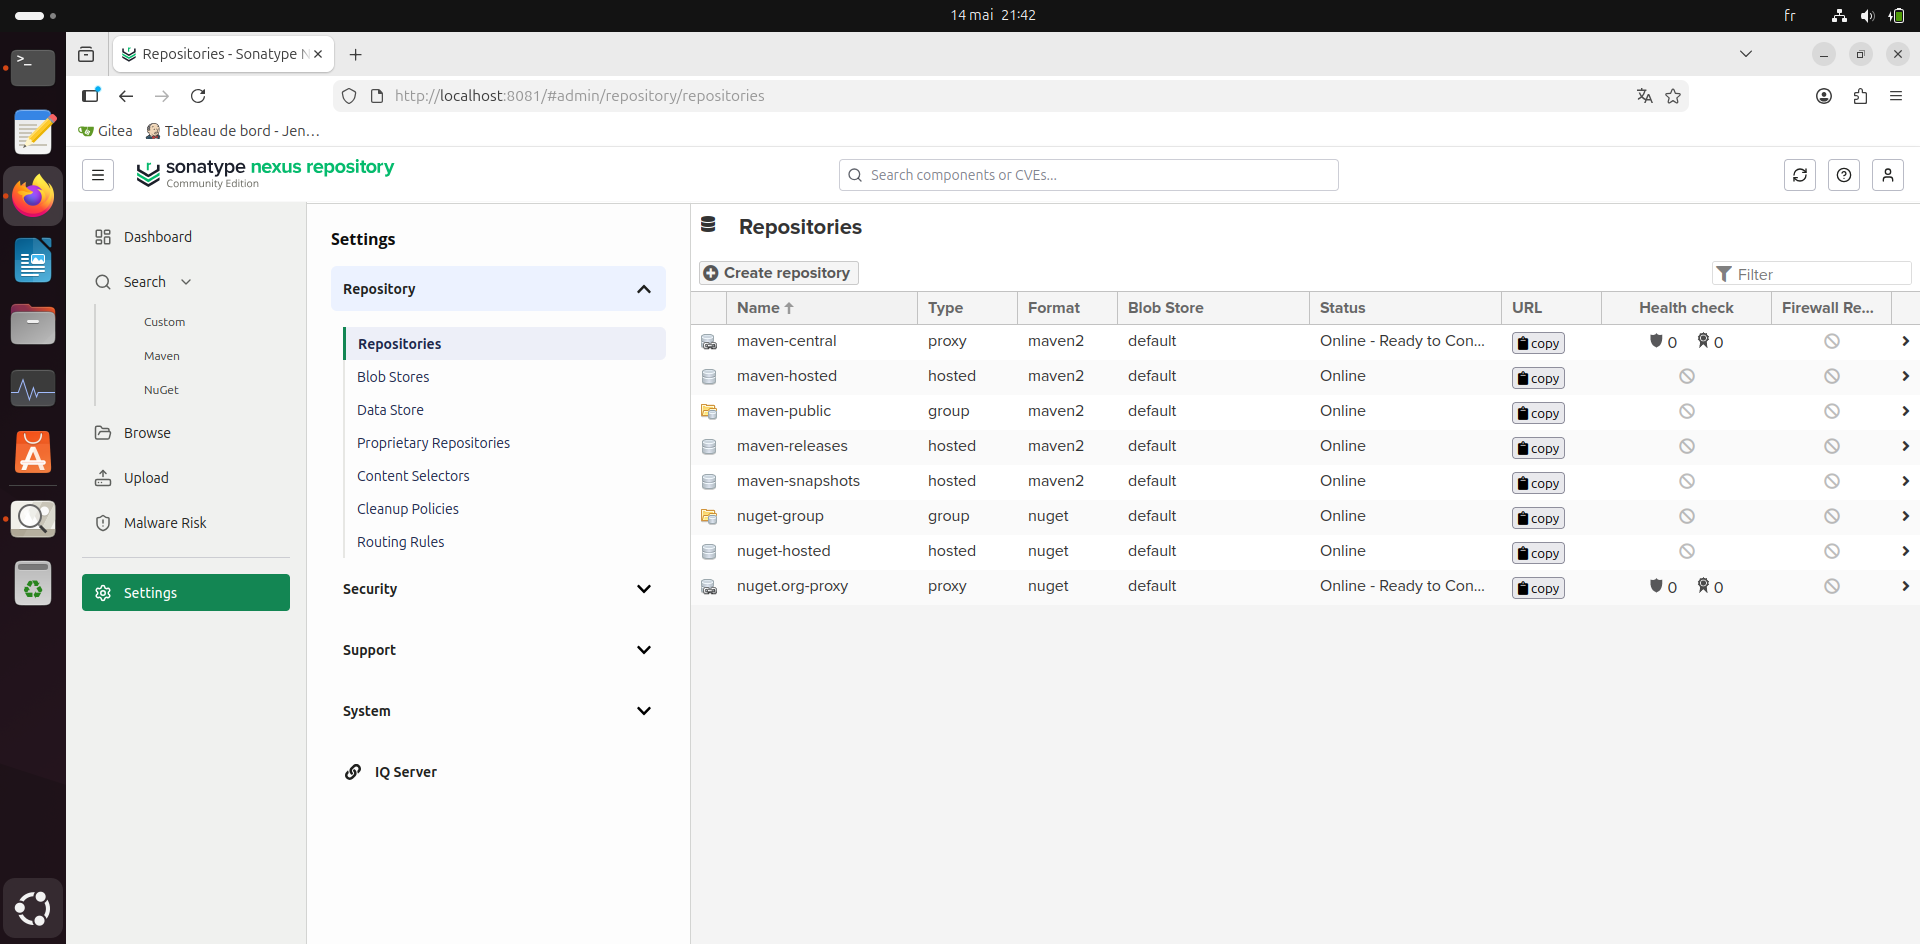 14 mai 21:42
fr
Repositories - Sonatype N
http://localhost:8081/#admin/repository/repositories
Gitea
Tableau de bord - Jen…
sonatype nexus repository
Community Edition
Search components or CVEs...
Dashboard
Search
Custom
Maven
NuGet
Browse
Upload
Malware Risk
Settings
Settings
Repository
Repositories
Blob Stores
Data Store
Proprietary Repositories
Content Selectors
Cleanup Policies
Routing Rules
Security
Support
System
IQ Server
Repositories
Create repository
Filter
Name Type Format Blob Store Status URL Health check Firewall Re...
maven-central proxy maven2 default Online - Ready to Con... copy 0 0
maven-hosted hosted maven2 default Online copy
maven-public group maven2 default Online copy
maven-releases hosted maven2 default Online copy
maven-snapshots hosted maven2 default Online copy
nuget-group group nuget default Online copy
nuget-hosted hosted nuget default Online copy
nuget.org-proxy proxy nuget default Online - Ready to Con... copy 0 0